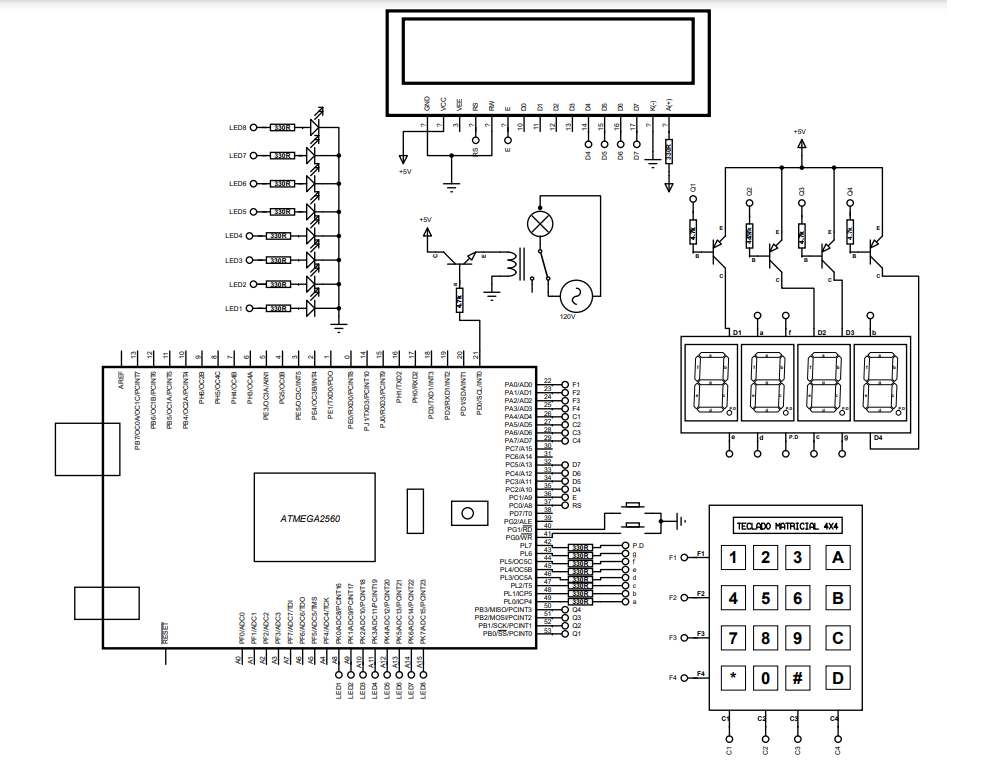 GND VCC VEE RS RW E D0 D1 D2 D3 D4 D5 D6 D7 K(-) A(+)
? ? 3 ? ? ? 10 11 12 13 14 15 16 17 ? ?
RS E D4 D5 D6 D7 330R
+5V
LED8 330R
LED7 330R
LED6 330R
LED5 330R
LED4 330R
LED3 330R
LED2 330R
LED1 330R
+5V
C E
B
4.7k
120V
+5V
Q1 Q2 Q3 Q4
4.7k 4.7k 4.7k
E E E E
B B B B
C C C C
D1 a f D2 D3 b
a a a a
f b f b f b f b
g g g g
e c e c e c e c
d d d d
P.D P.D P.D P.D
e d P.D c g D4
13 12 11 10 9 8 7 6 5 4 3 2 1 0 14 15 16 17 18 19 20 21
AREF
PB7/OC0A/OC1C/PCINT7
PB6/OC1B/PCINT6
PB5/OC1A/PCINT5
PB4/OC2A/PCINT4
PH6/OC2B
PH5/OC4C
PH4/OC4B
PH3/OC4A
PE3/OC3A/AIN1
PG5/OC0B
PE5/OC3C/INT5
PE4/OC3B/INT4
PE1/TXD0/PDO
PE0/RXD0/PCINT8
PJ1/TXD3/PCINT10
PJ0/RXD3/PCINT9
PH1/TXD2
PH0/RXD2
PD3/TXD1/INT3
PD2/RXD1/INT2
PD1/SDA/INT1
PD0/SCL/INT0
PA0/AD0 22 F1
PA1/AD1 23 F2
PA2/AD2 24 F3
PA3/AD3 25 F4
PA4/AD4 26 C1
PA5/AD5 27 C2
PA6/AD6 28 C3
PA7/AD7 29 C4
PC7/A15 30
PC6/A14 31
PC5/A13 32 D7
PC4/A12 33 D6
PC3/A11 34 D5
PC2/A10 35 D4
PC1/A9 36 E
PC0/A8 37 RS
PD7/T0 38
PG2/ALE 39
PG1/RD 40
PG0/WR 41
PL7 42 330R P.D
PL6 43 330R g
PL5/OC5C 44 330R f
PL4/OC5B 45 330R e
PL3/OC5A 46 330R d
PL2/T5 47 330R c
PL1/ICP5 48 330R b
PL0/ICP4 49 330R a
PB3/MISO/PCINT3 50 Q4
PB2/MOSI/PCINT2 51 Q3
PB1/SCK/PCINT1 52 Q2
PB0/SS/PCINT0 53 Q1
ATMEGA2560
RESET
PF0/ADC0
PF1/ADC1
PF2/ADC2
PF3/ADC3
PF7/ADC7/TDI
PF6/ADC6/TDO
PF5/ADC5/TMS
PF4/ADC4/TCK
PK0/ADC8/PCINT16
PK1/ADC9/PCINT17
PK2/ADC10/PCINT18
PK3/ADC11/PCINT19
PK4/ADC12/PCINT20
PK5/ADC13/PCINT21
PK6/ADC14/PCINT22
PK7/ADC15/PCINT23
A0 A1 A2 A3 A7 A6 A5 A4 A8 A9 A10 A11 A12 A13 A14 A15
LED1 LED2 LED3 LED4 LED5 LED6 LED7 LED8
TECLADO MATRICIAL 4X4
F1 F1 1 2 3 A
F2 F2 4 5 6 B
F3 F3 7 8 9 C
F4 F4 * 0 # D
C1 C2 C3 C4
C1 C2 C3 C4